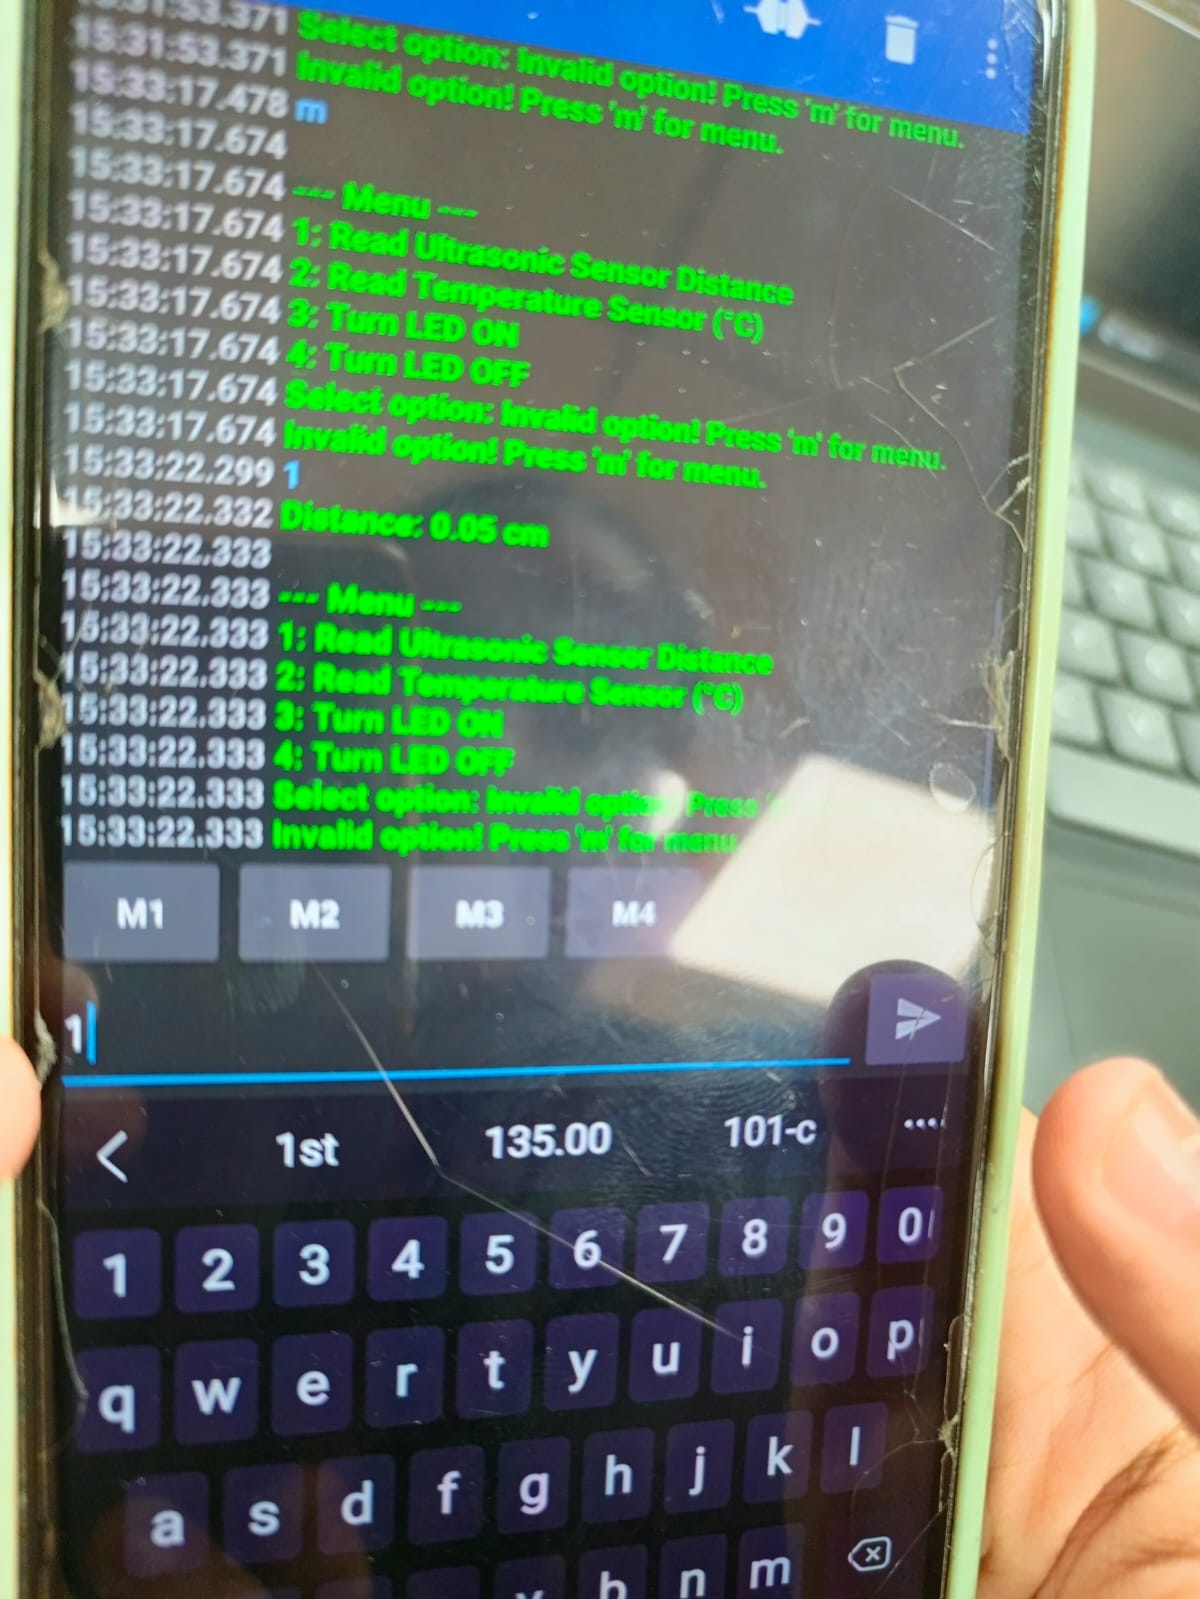 15:31:53.371 Select option: Invalid option! Press 'm' for menu.
15:31:53.371 Invalid option! Press 'm' for menu.
15:33:17.478 m
15:33:17.674
15:33:17.674 --- Menu ---
15:33:17.674 1: Read Ultrasonic Sensor Distance
15:33:17.674 2: Read Temperature Sensor (°C)
15:33:17.674 3: Turn LED ON
15:33:17.674 4: Turn LED OFF
15:33:17.674 Select option: Invalid option! Press 'm' for menu.
15:33:17.674 Invalid option! Press 'm' for menu.
15:33:22.299 1
15:33:22.332 Distance: 0.05 cm
15:33:22.333
15:33:22.333 --- Menu ---
15:33:22.333 1: Read Ultrasonic Sensor Distance
15:33:22.333 2: Read Temperature Sensor (°C)
15:33:22.333 3: Turn LED ON
15:33:22.333 4: Turn LED OFF
15:33:22.333 Select option: Invalid option! Press
15:33:22.333 Invalid option! Press 'm' for menu
M1 M2 M3 M4
1
1st 135.00 101-c ....
1 2 3 4 5 6 7 8 9 0
q w e r t y u i o p
a s d f g h j k l
v b n m